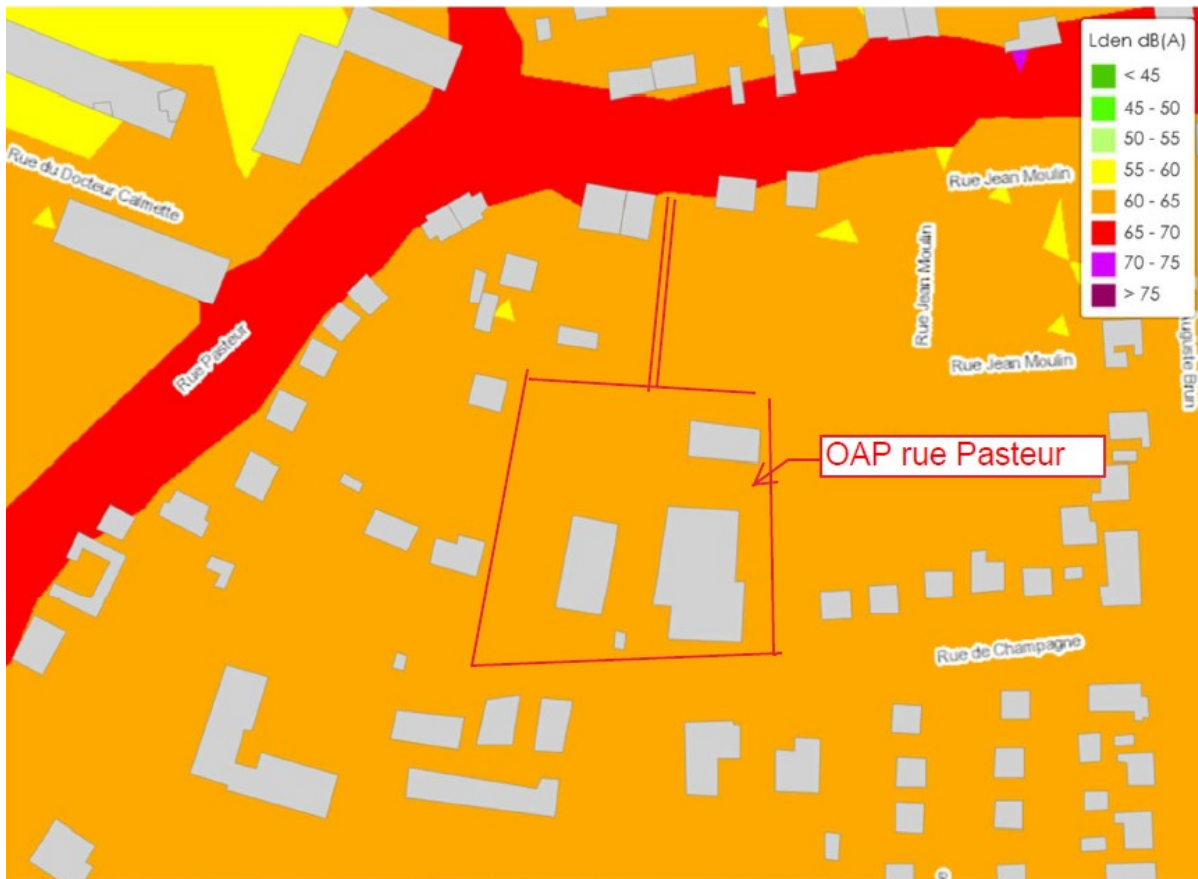 Lden dB(A)
< 45
45 - 50
50 - 55
55 - 60
60 - 65
65 - 70
70 - 75
> 75
Rue du Docteur Calmette
Rue Jean Moulin
Rue Jean Moulin
Rue Jean Moulin
Auguste Brun
Rue Pasteur
OAP rue Pasteur
Rue de Champagne